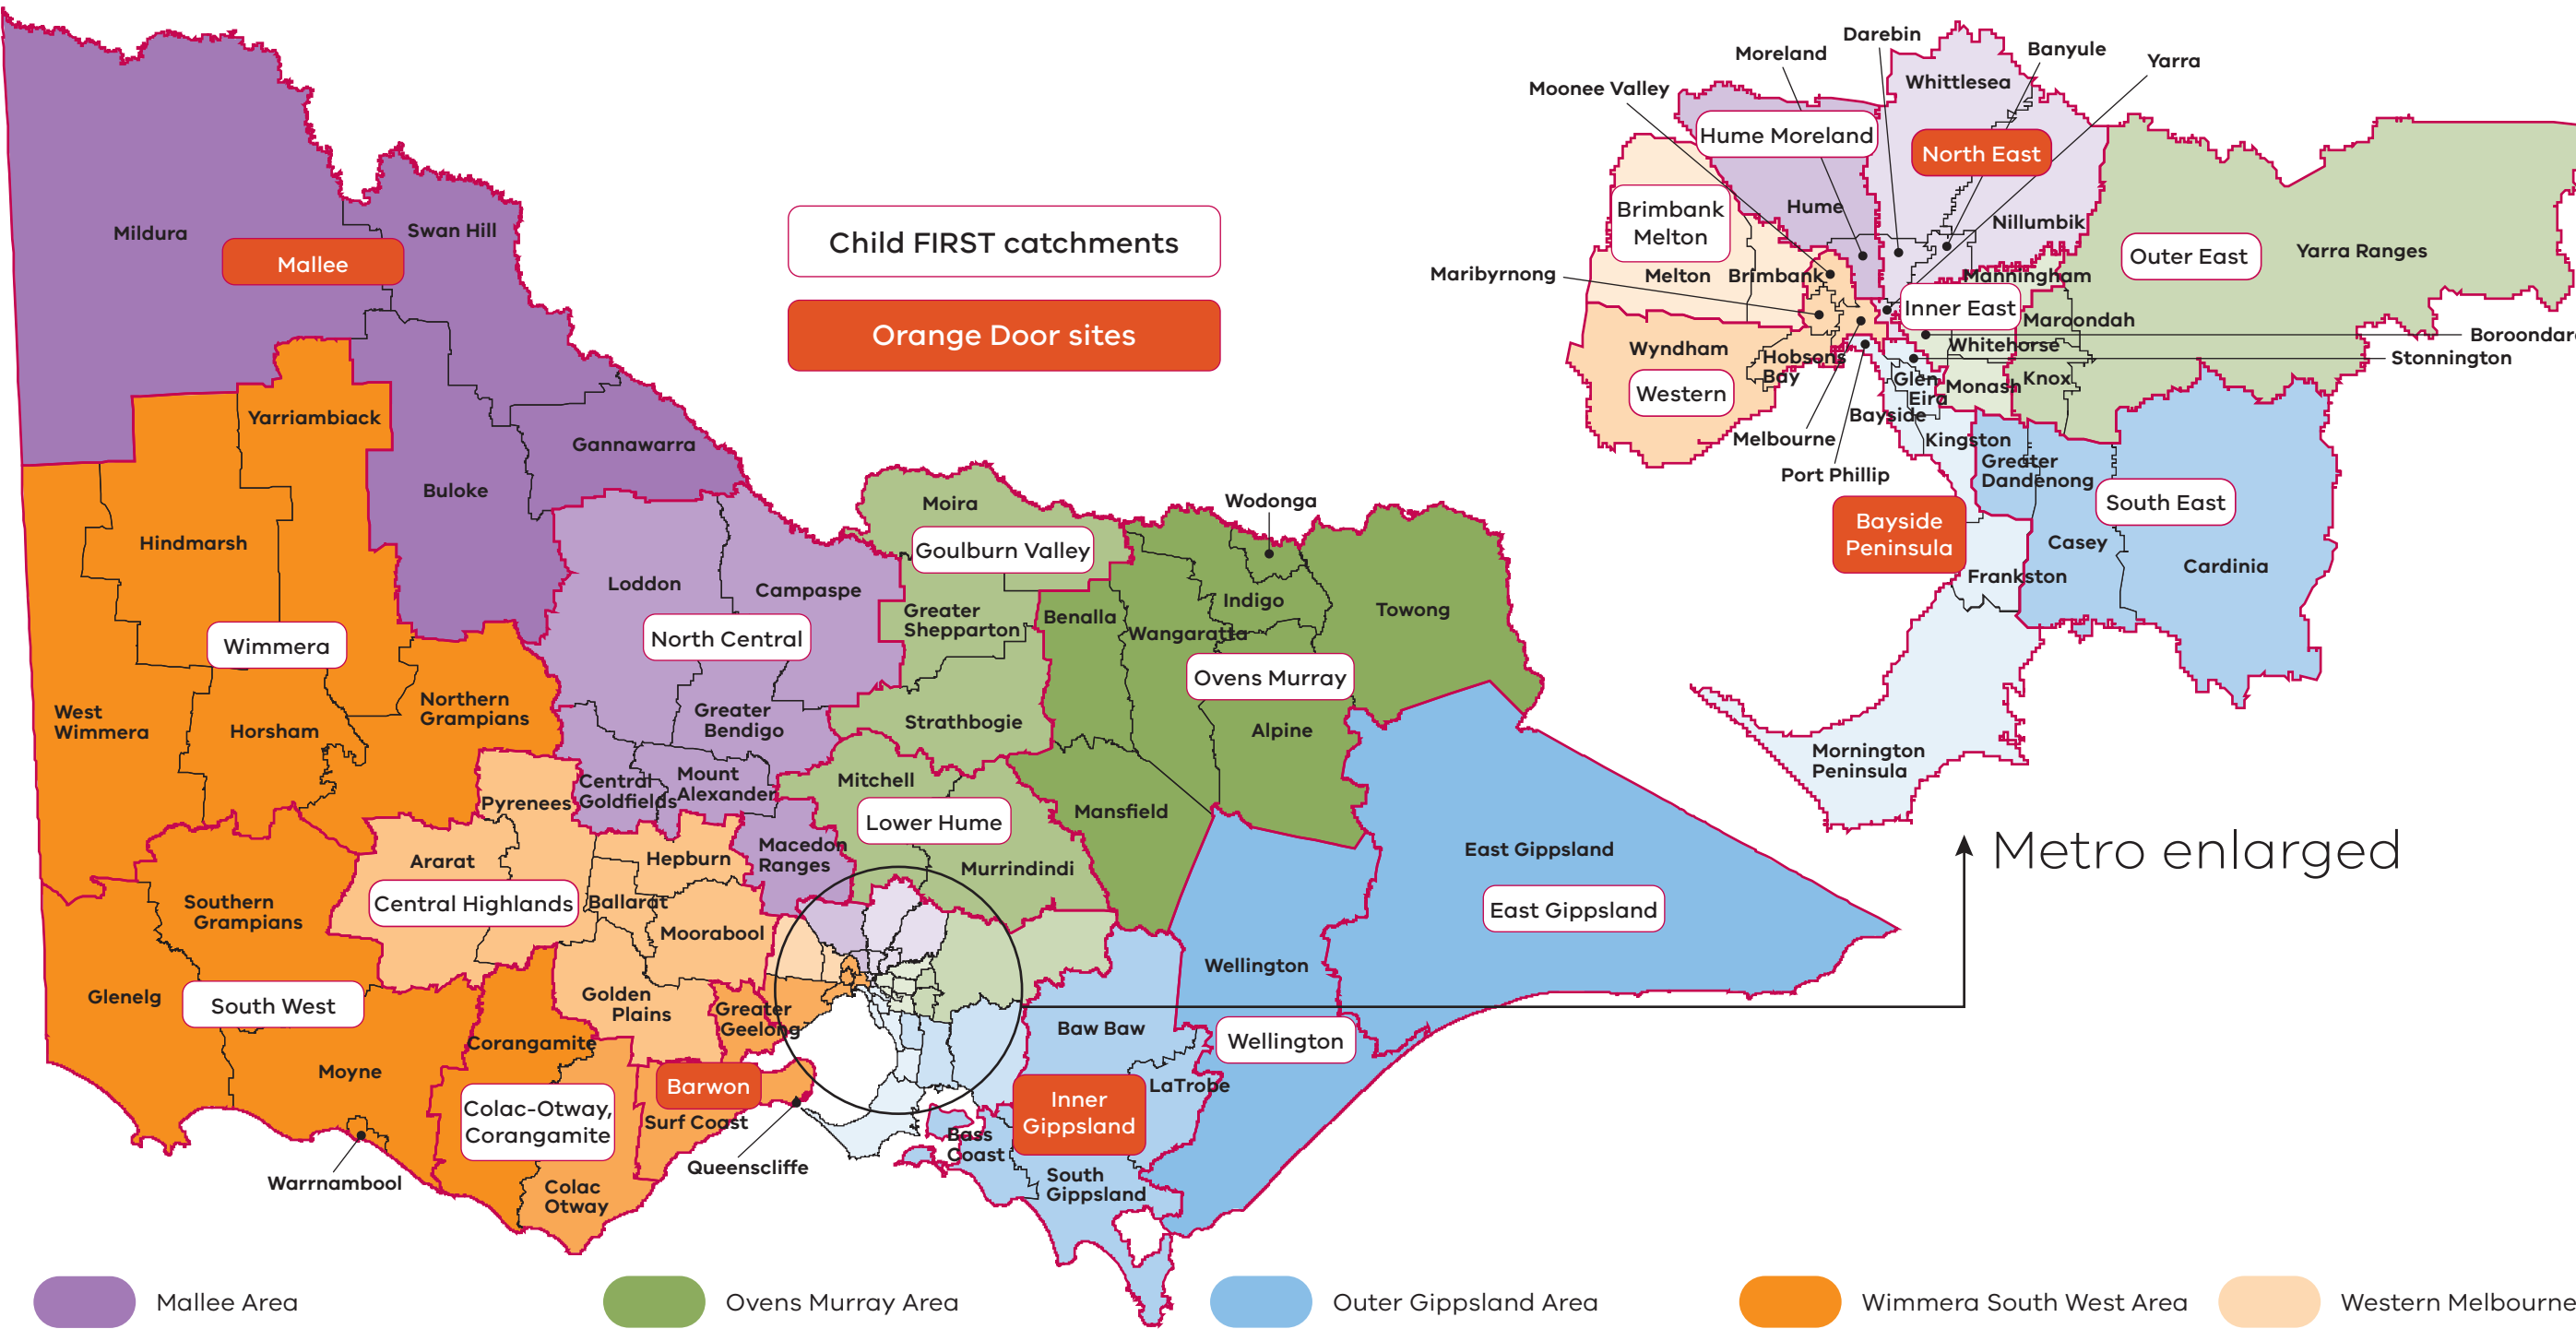 Darebin
Moreland
Banyule
Yarra
Moonee Valley
Whittlesea
Hume Moreland
North East
Brimbank
Melton
Hume
Nillumbik
Outer East
Yarra Ranges
Maribyrnong
Melton
Brimbank
Manningham
Inner East
Maroondah
Boroondar
Whitehorse
Stonnington
Wyndham
Hobsons
Bay
Western
Glen
Eira
Monash
Knox
Bayside
Melbourne
Kingston
Port Phillip
Greater
Dandenong
South East
Bayside
Peninsula
Casey
Cardinia
Frankston
Mornington
Peninsula
Metro enlarged
Child FIRST catchments
Orange Door sites
Mildura
Swan Hill
Mallee
Yarriambiack
Gannawarra
Buloke
Hindmarsh
Wimmera
West
Wimmera
Horsham
Northern
Grampians
Loddon
Campaspe
North Central
Greater
Bendigo
Central
Goldfields
Mount
Alexander
Macedon
Ranges
Moira
Goulburn Valley
Greater
Shepparton
Strathbogie
Mitchell
Lower Hume
Murrindindi
Wodonga
Benalla
Wangaratta
Indigo
Towong
Ovens Murray
Alpine
Mansfield
Pyrenees
Ararat
Hepburn
Central Highlands
Ballarat
Moorabool
Golden
Plains
Southern
Grampians
Glenelg
South West
Moyne
Warrnambool
Corangamite
Colac-Otway,
Corangamite
Colac
Otway
Greater
Geelong
Barwon
Surf Coast
Queenscliffe
East Gippsland
East Gippsland
Wellington
Wellington
Baw Baw
LaTrobe
Inner
Gippsland
Bass
Coast
South
Gippsland
Mallee Area
Ovens Murray Area
Outer Gippsland Area
Wimmera South West Area
Western Melbourne